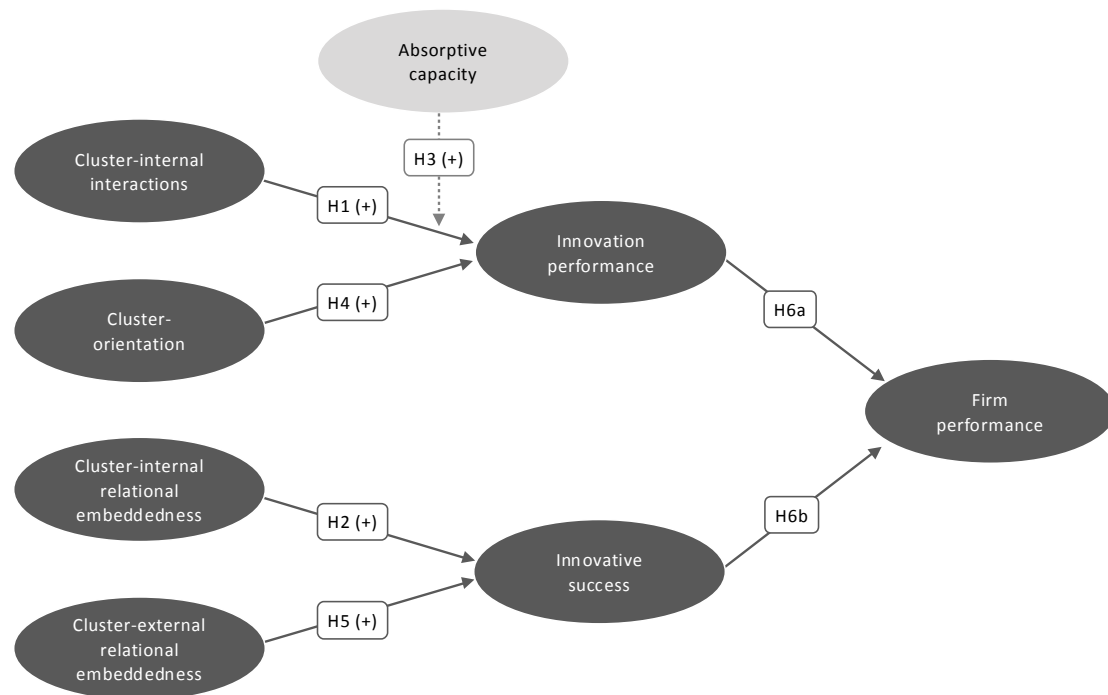 Absorptive
capacity
H3 (+)
Cluster-internal
interactions
H1 (+)
Innovation
performance
H4 (+)
Cluster-
orientation
H6a
Firm
performance
Cluster-internal
relational
embeddedness
H2 (+)
H6b
Innovative
success
H5 (+)
Cluster-external
relational
embeddedness